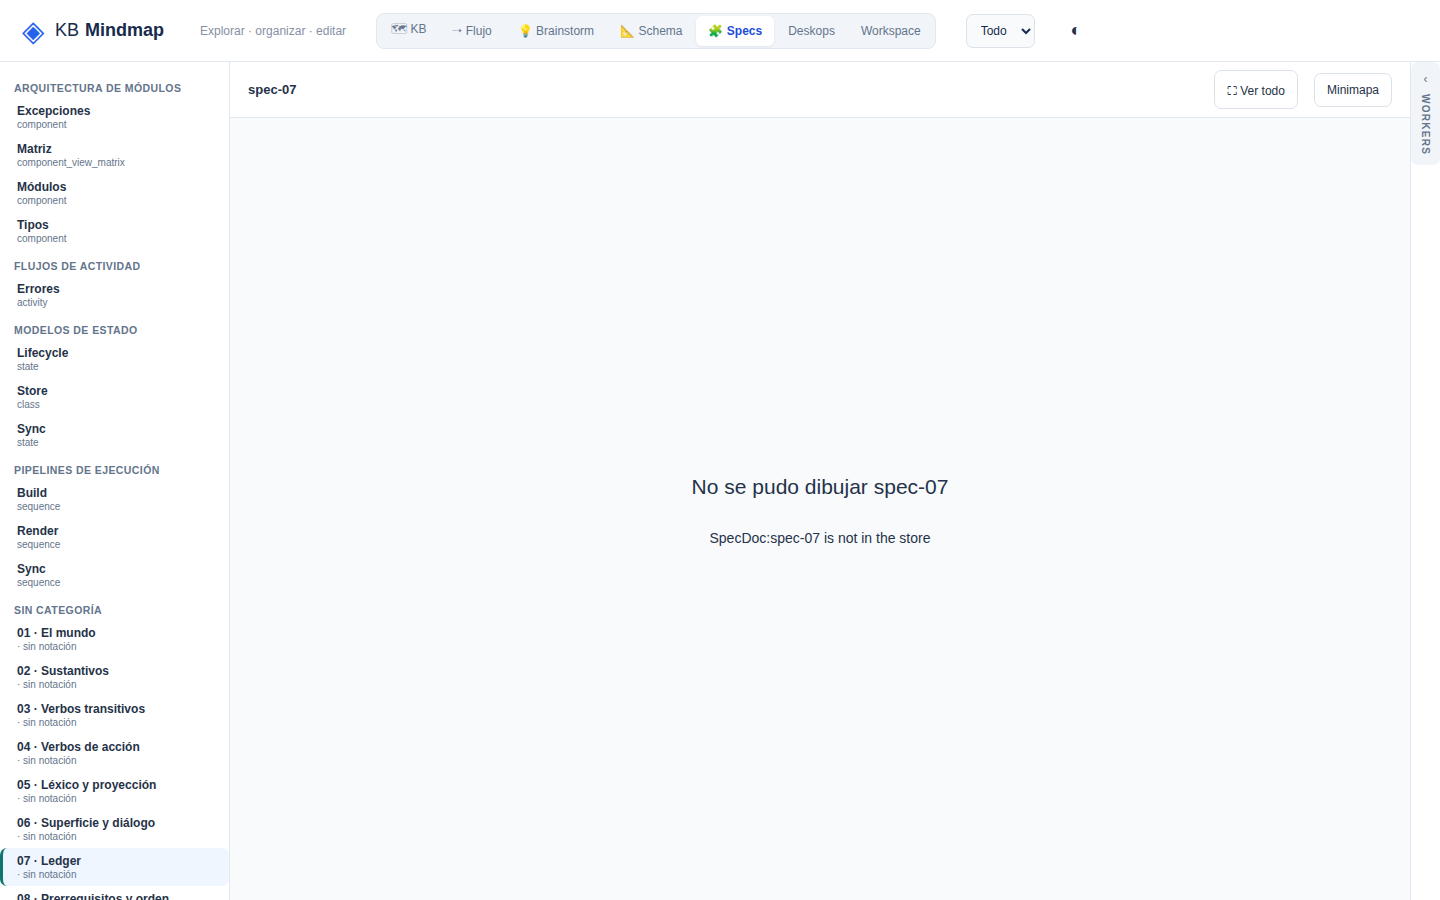 KB Mindmap
Explorar · organizar · editar
🗺 KB
→ Flujo
💡 Brainstorm
📐 Schema
🧩 Specs
Deskops
Workspace
Todo
ARQUITECTURA DE MÓDULOS
Excepciones
component
Matriz
component_view_matrix
Módulos
component
Tipos
component
FLUJOS DE ACTIVIDAD
Errores
activity
MODELOS DE ESTADO
Lifecycle
state
Store
class
Sync
state
PIPELINES DE EJECUCIÓN
Build
sequence
Render
sequence
Sync
sequence
SIN CATEGORÍA
01 · El mundo
· sin notación
02 · Sustantivos
· sin notación
03 · Verbos transitivos
· sin notación
04 · Verbos de acción
· sin notación
05 · Léxico y proyección
· sin notación
06 · Superficie y diálogo
· sin notación
07 · Ledger
· sin notación
08 · Prerrequisitos y orden
spec-07
⛶ Ver todo
Minimapa
No se pudo dibujar spec-07
SpecDoc:spec-07 is not in the store
‹
WORKERS